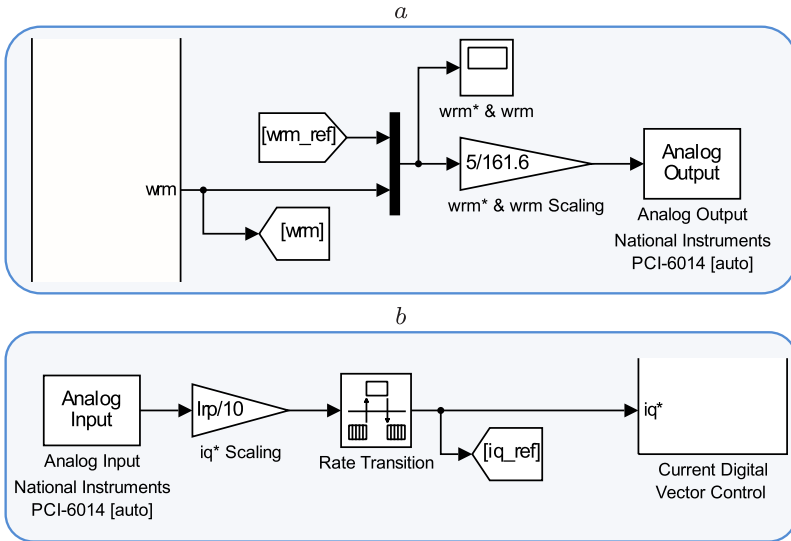 a
wrm* & wrm
[wrm_ref]
5/161.6
Analog
Output
wrm
wrm* & wrm Scaling
Analog Output
[wrm]
National Instruments
PCI-6014 [auto]
b
Analog
Input
Irp/10
iq*
iq* Scaling
Rate Transition
[iq_ref]
Analog Input
National Instruments
PCI-6014 [auto]
Current Digital
Vector Control